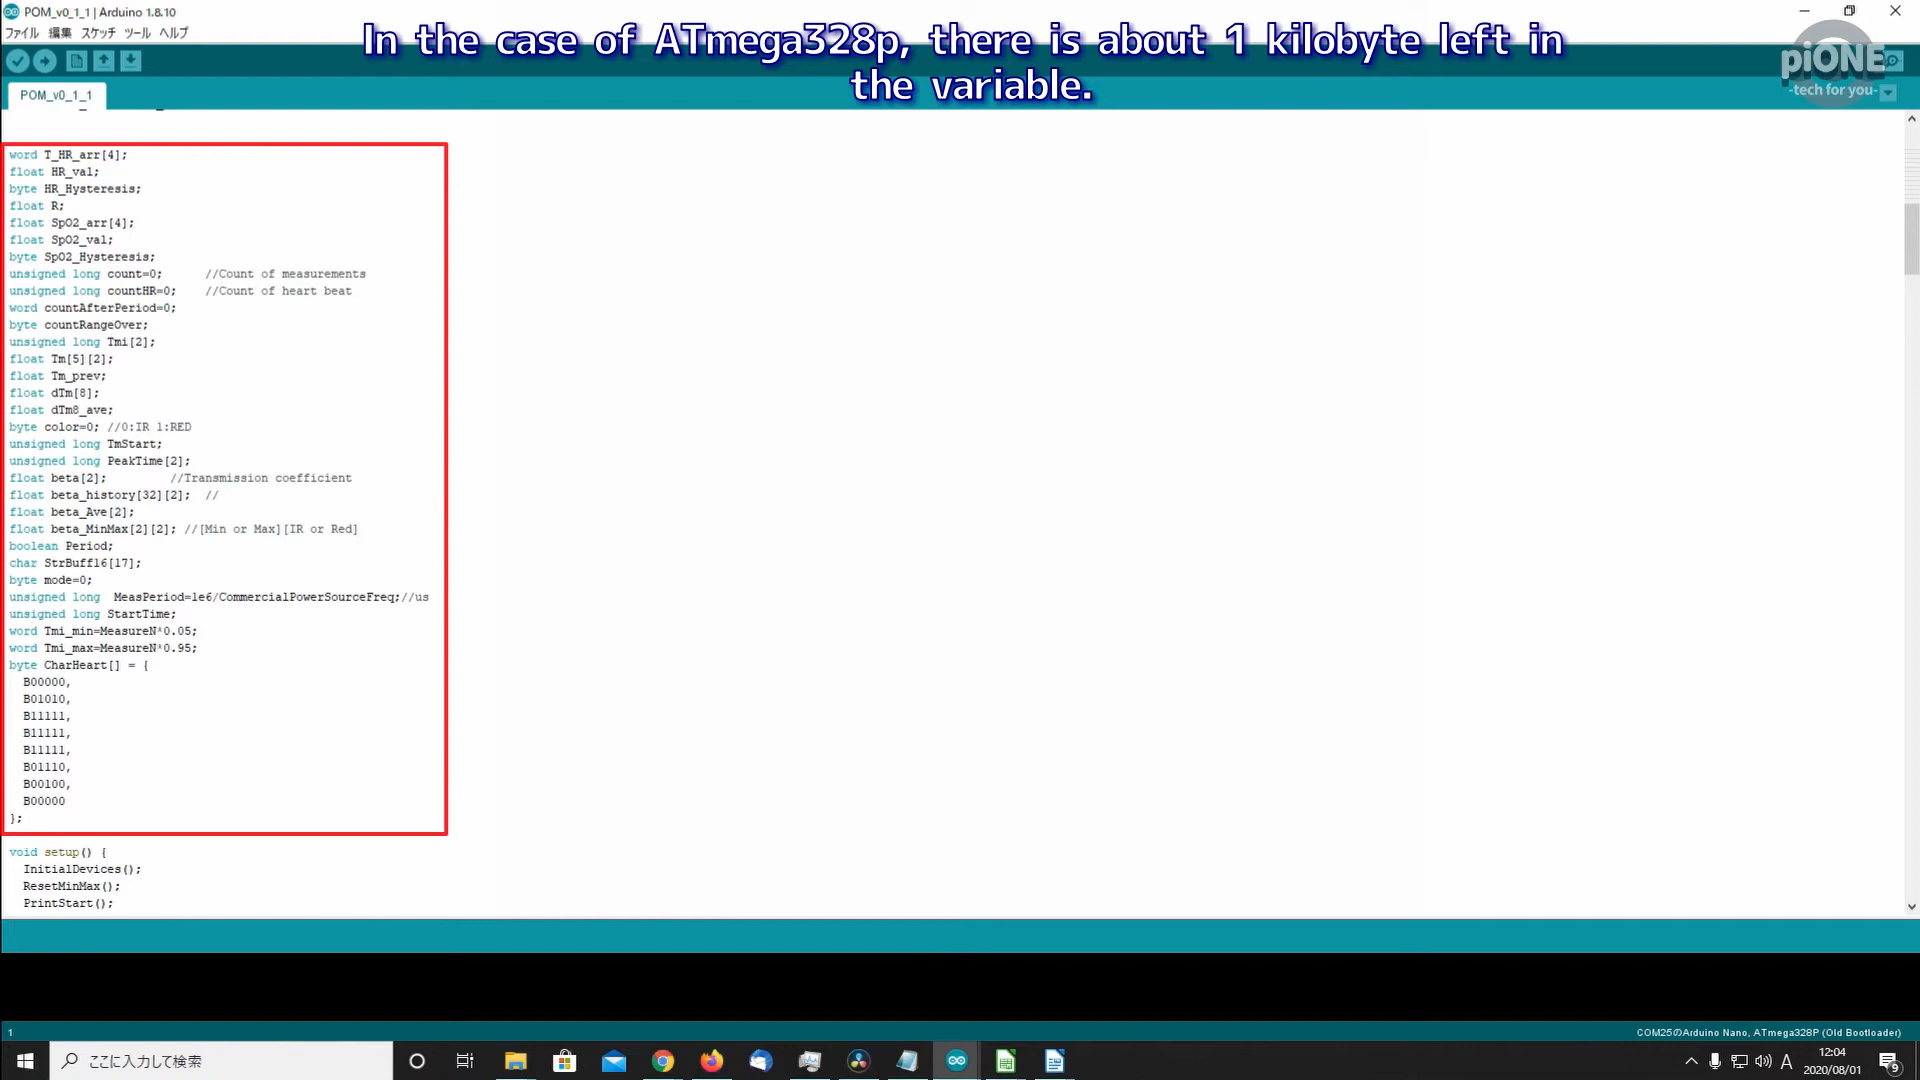 POM_v0_1_1 | Arduino 1.8.10
ファイル 編集 スケッチ ツール ヘルプ
In the case of ATmega328p, there is about 1 kilobyte left in
the variable.
piONE
-tech for you-
POM_v0_1_1
word T_HR_arr[4];
float HR_val;
byte HR_Hysteresis;
float R;
float SpO2_arr[4];
float SpO2_val;
byte SpO2_Hysteresis;
unsigned long count=0;      //Count of measurements
unsigned long countHR=0;    //Count of heart beat
word countAfterPeriod=0;
byte countRangeOver;
unsigned long Tmi[2];
float Tm[5][2];
float Tm_prev;
float dTm[8];
float dTm8_ave;
byte color=0; //0:IR 1:RED
unsigned long TmStart;
unsigned long PeakTime[2];
float beta[2];         //Transmission coefficient
float beta_history[32][2];  //
float beta_Ave[2];
float beta_MinMax[2][2]; //[Min or Max][IR or Red]
boolean Period;
char StrBuff16[17];
byte mode=0;
unsigned long  MeasPeriod=1e6/CommercialPowerSourceFreq;//us
unsigned long StartTime;
word Tmi_min=MeasureN*0.05;
word Tmi_max=MeasureN*0.95;
byte CharHeart[] = {
  B00000,
  B01010,
  B11111,
  B11111,
  B11111,
  B01110,
  B00100,
  B00000
};
void setup() {
  InitialDevices();
  ResetMinMax();
  PrintStart();
1
COM25のArduino Nano, ATmega328P (Old Bootloader)
ここに入力して検索
A
12:04
2020/08/01
9